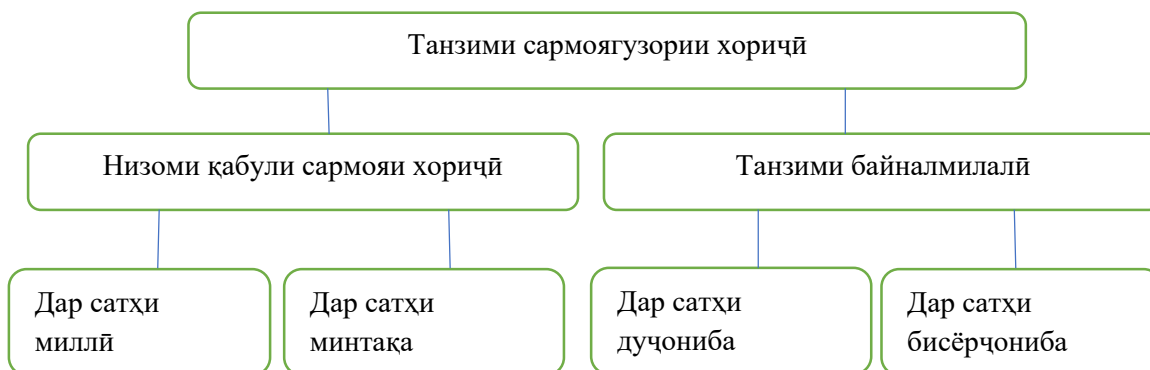 Танзими сармоягузории хориҷӣ
Низоми қабули сармояи хориҷӣ
Танзими байналмилалӣ
Дар сатҳи
миллӣ
Дар сатҳи
минтақа
Дар сатҳи
дуҷониба
Дар сатҳи
бисёрҷониба